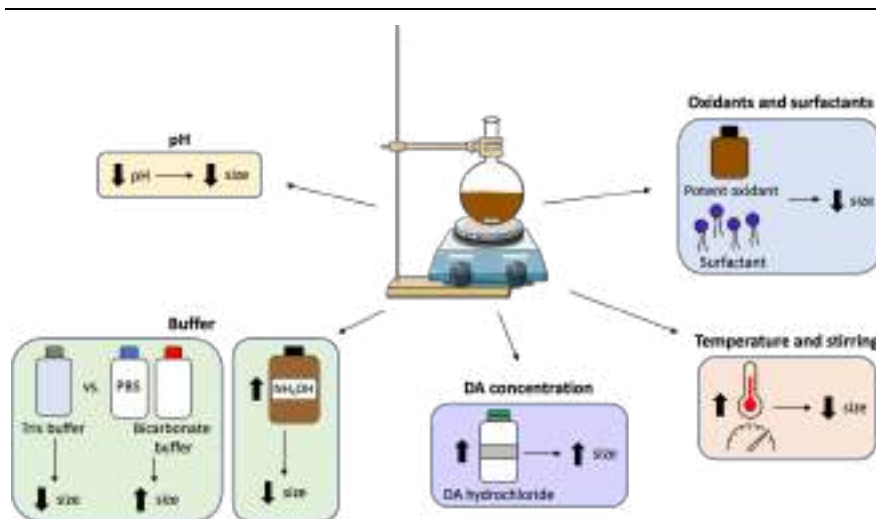 pH
pH
size
Oxidants and surfactants
Potent oxidant
size
Surfactant
Buffer
Tris buffer
vs.
PBS
Bicarbonate
buffer
size
size
NH₄OH
size
DA concentration
size
DA hydrochloride
Temperature and stirring
size